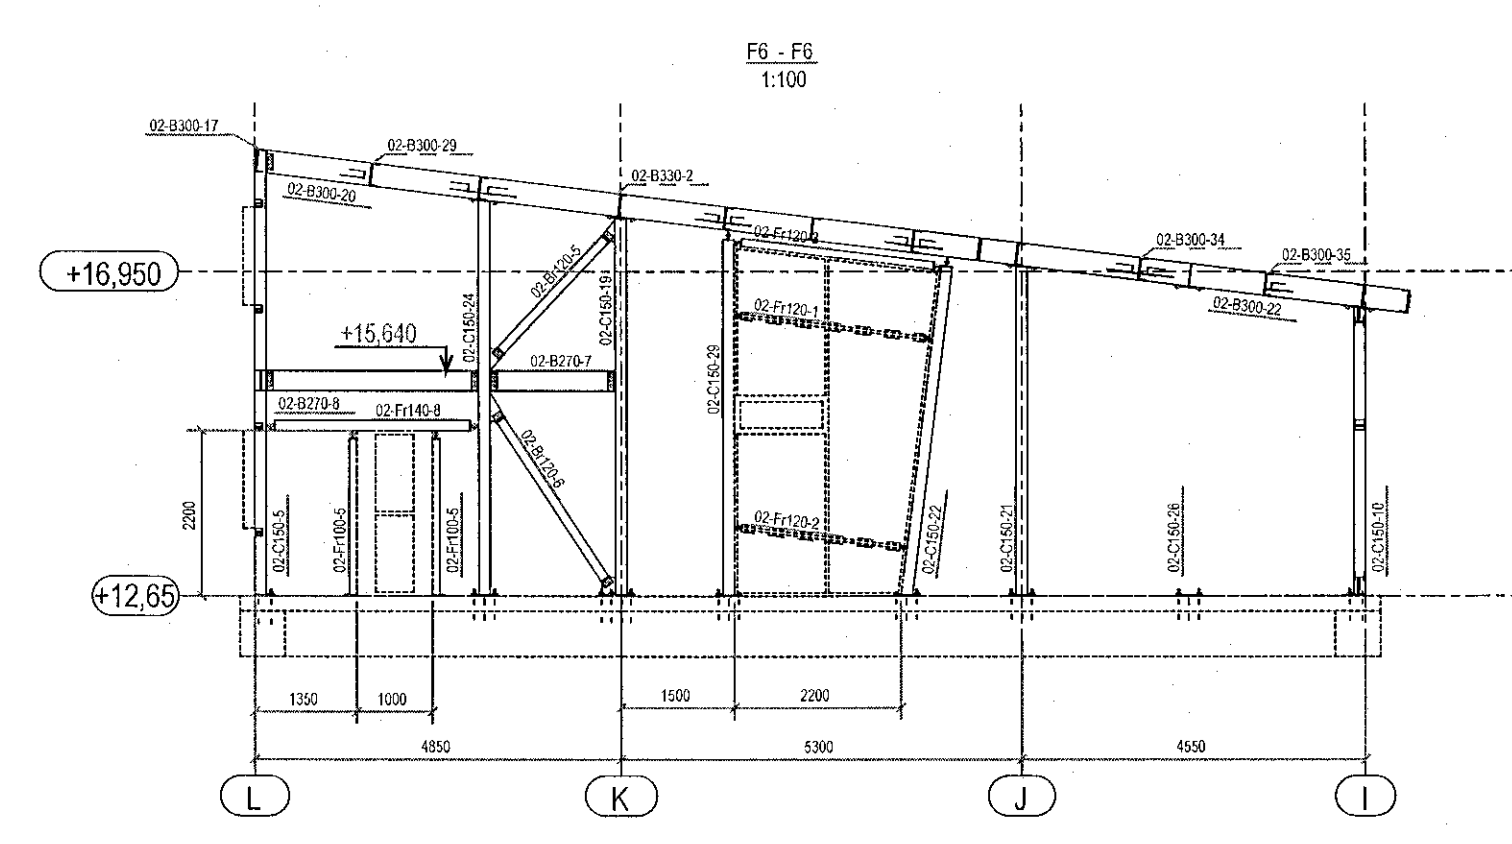 F6 - F6
1:100
02-B300-17
02-B300-29
02-B300-20
02-B330-2
02-Fr120-3
02-B300-34
02-B300-35
02-B300-22
+16,950
02-Br120-5
02-C150-19
02-C150-24
+15,640
02-Fr120-1
02-B270-7
02-C150-29
02-B270-8
02-Fr140-8
02-Br120-6
2200
02-C150-5
02-Fr100-5
02-Fr100-5
02-Fr120-2
02-C150-22
02-C150-21
02-C150-26
02-C150-10
+12,65
1350
1000
1500
2200
4850
5300
4550
L
K
J
I